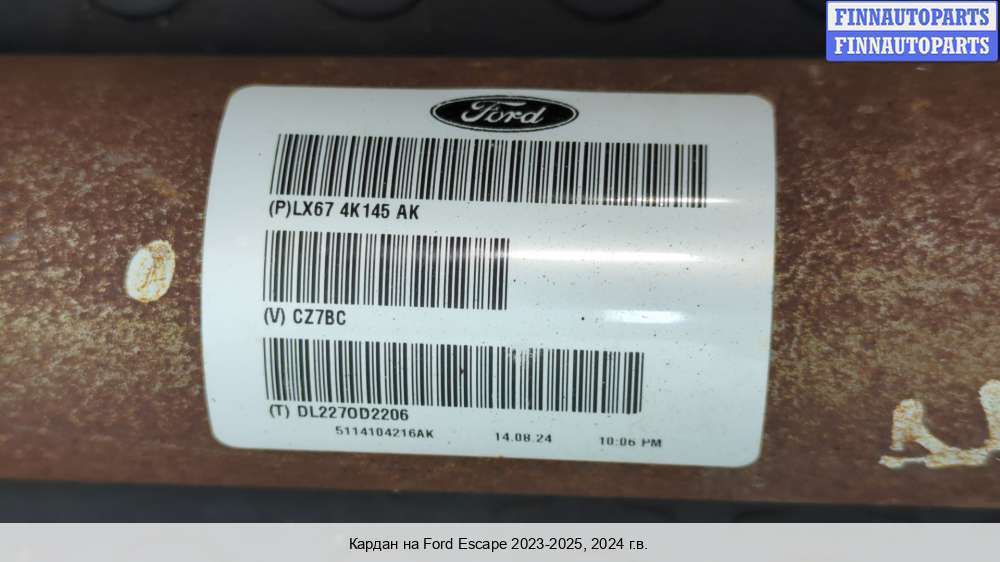 FINNAUTOPARTS
FINNAUTOPARTS
Ford
(P)LX67 4K145 AK
(V) CZ7BC
(T) DL2270D2206
5114104216AK 14.08.24 10:06 PM
Кардан на Ford Escape 2023-2025, 2024 г.в.